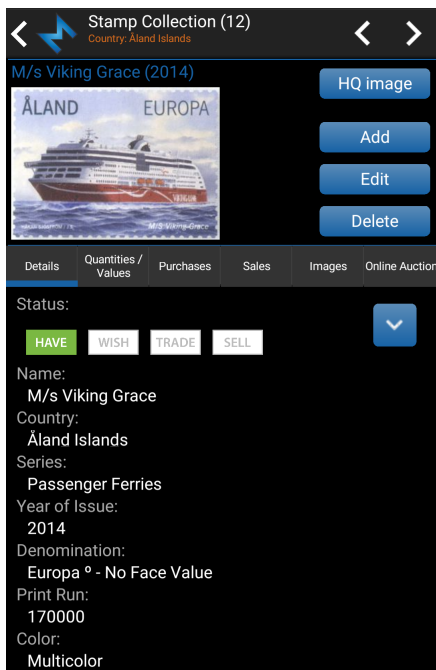 Stamp Collection (12)
Country: Åland Islands
M/s Viking Grace (2014)
HQ image
ÅLAND EUROPA
VIKING LINE
M/S Viking Grace
Add
Edit
Delete
Details
Quantities /
Values
Purchases
Sales
Images
Online Auction
Status:
HAVE
WISH
TRADE
SELL
Name:
M/s Viking Grace
Country:
Åland Islands
Series:
Passenger Ferries
Year of Issue:
2014
Denomination:
Europa º - No Face Value
Print Run:
170000
Color:
Multicolor